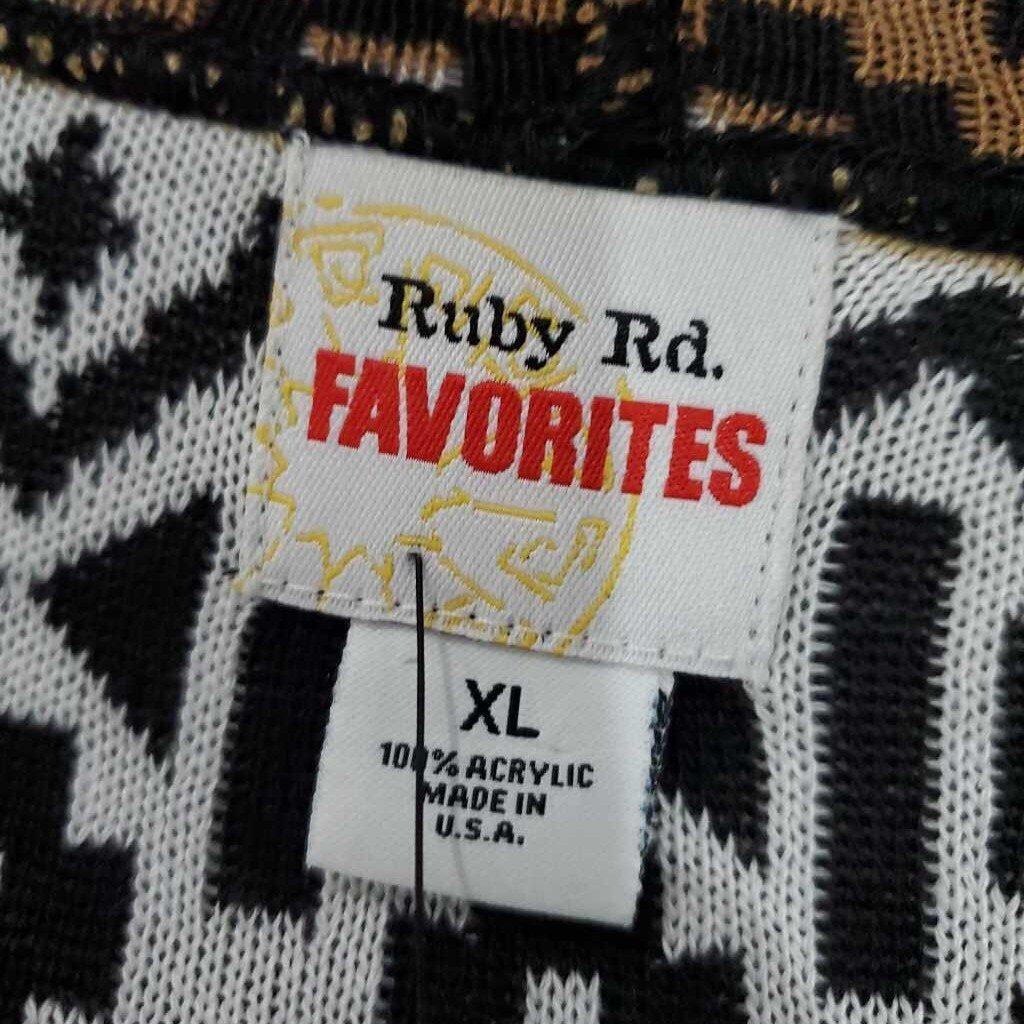 Ruby Rd.
FAVORITES
XL
100% ACRYLIC
MADE IN
U.S.A.